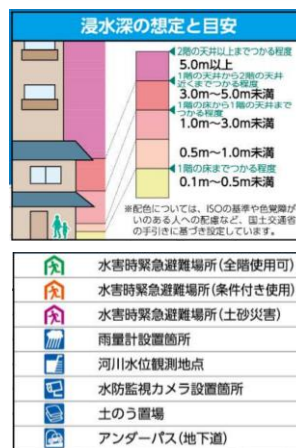 浸水深の想定と目安
2階の天井以上までつかる程度
5.0m以上
1階の天井から2階の天井
近くまでつかる程度
3.0m～5.0m未満
1階の床から1階の天井まで
つかる程度
1.0m～3.0m未満
0.5m～1.0m未満
1階の床までつかる程度
0.1m～0.5m未満
※配色については、ISOの基準や色覚障が
いのある人への配慮など、国土交通省
の手引きに基づき設定しています。
水害時緊急避難場所(全階使用可)
水害時緊急避難場所(条件付き使用)
水害時緊急避難場所(土砂災害)
雨量計設置箇所
河川水位観測地点
水防監視カメラ設置箇所
土のう置場
アンダーパス(地下道)